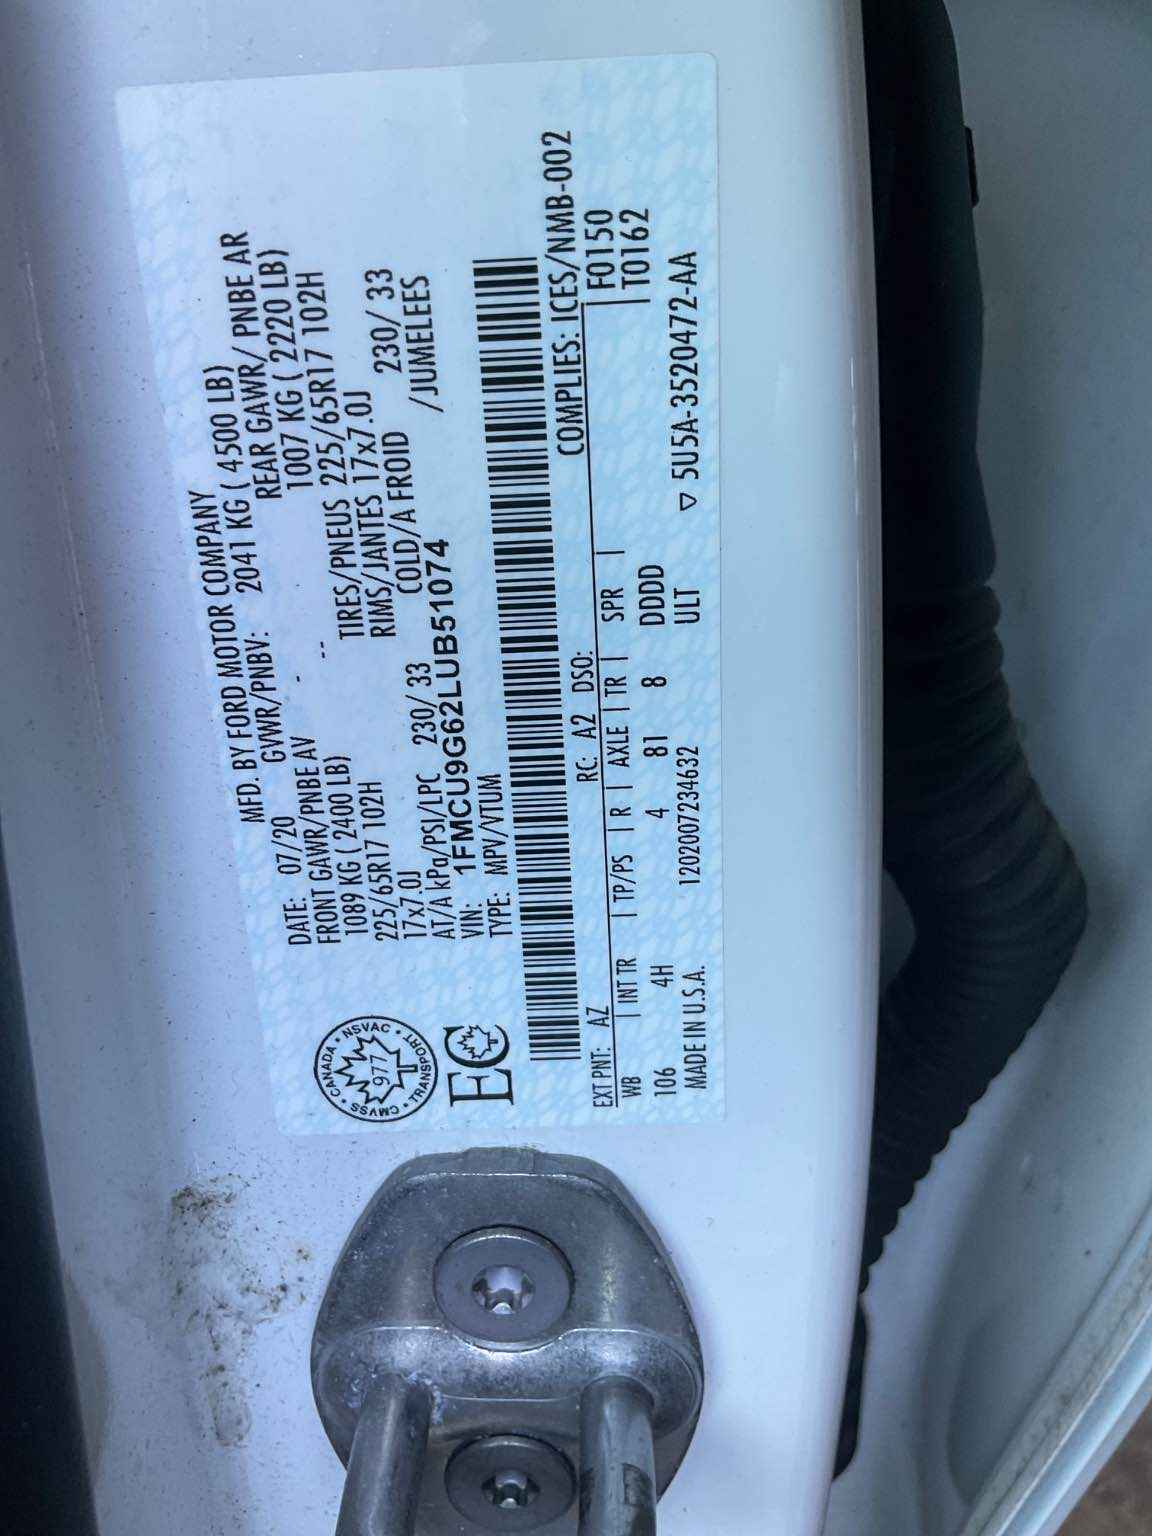 MFD. BY FORD MOTOR COMPANY
DATE: 07/20 GVWR/PNBV: 2041 KG ( 4500 LB)
FRONT GAWR/PNBE AV - REAR GAWR/ PNBE AR
1089 KG ( 2400 LB) -- 1007 KG ( 2220 LB)
225/65R17 102H TIRES/PNEUS 225/65R17 102H
17x7.0J RIMS/JANTES 17x7.0J
AT/A kPa/PSI/LPC 230/ 33 COLD/A FROID 230/ 33
VIN: 1FMCU9G62LUB51074 /JUMELEES
TYPE: MPV/VTUM
CANADA • NSVAC • TRANSPORT • CMVSS •
977
EC
COMPLIES: ICES/NMB-002
EXT PNT: AZ RC: A2 DSO: F0150
WB | INT TR | TP/PS | R | AXLE | TR | SPR | T0162
106 4H 4 81 8 DDDD
MADE IN U.S.A. 1202007234632 ULT ▽ 5U5A-3520472-AA